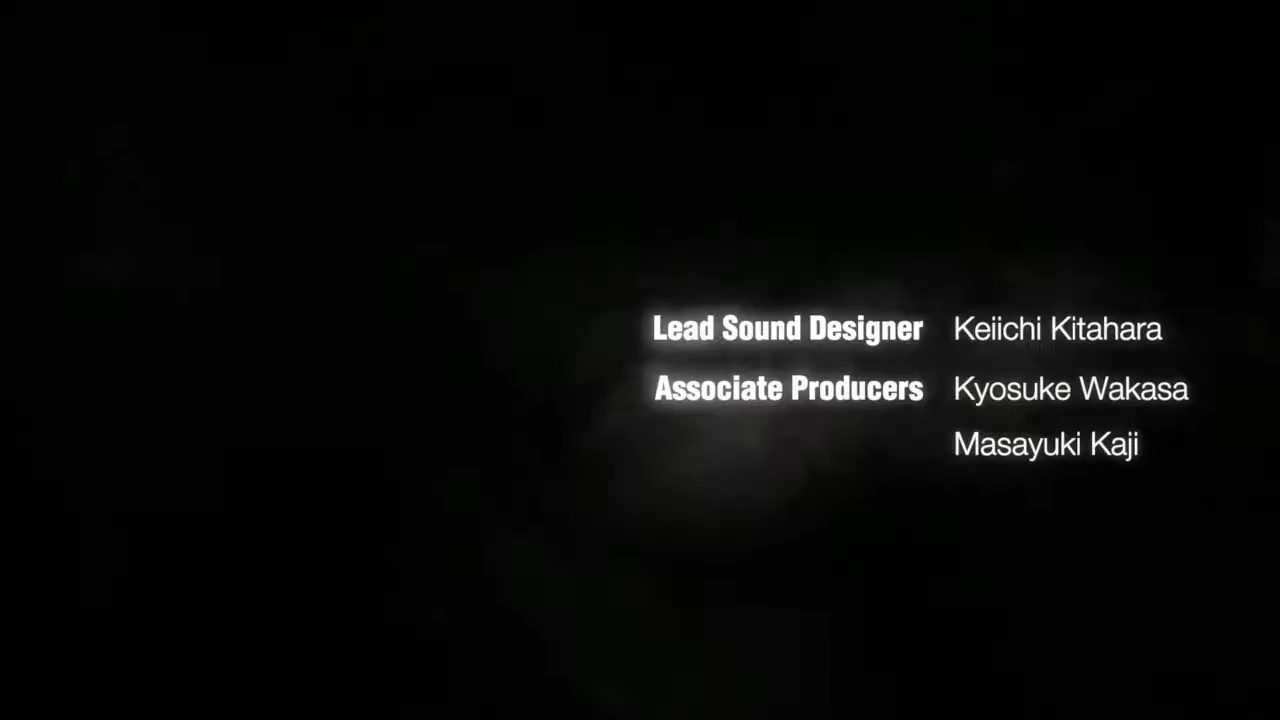 Lead Sound Designer Keiichi Kitahara
Associate Producers Kyosuke Wakasa
Masayuki Kaji